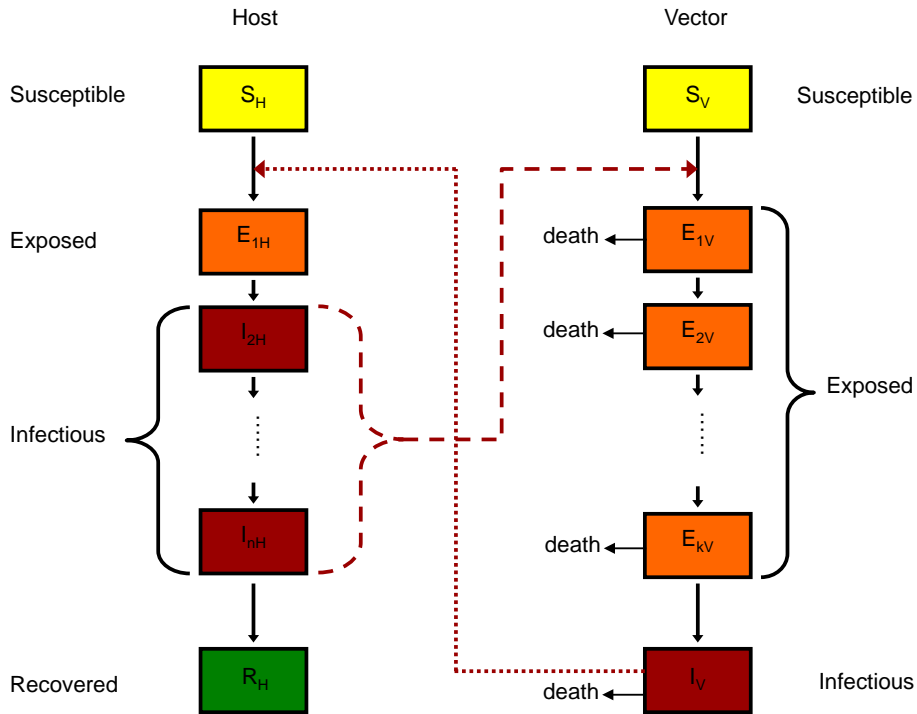 Host Vector
Susceptible S_H S_V Susceptible
Exposed E_1H death E_1V
I_2H death E_2V
Exposed
Infectious
I_nH death E_kV
Recovered R_H I_V Infectious
death